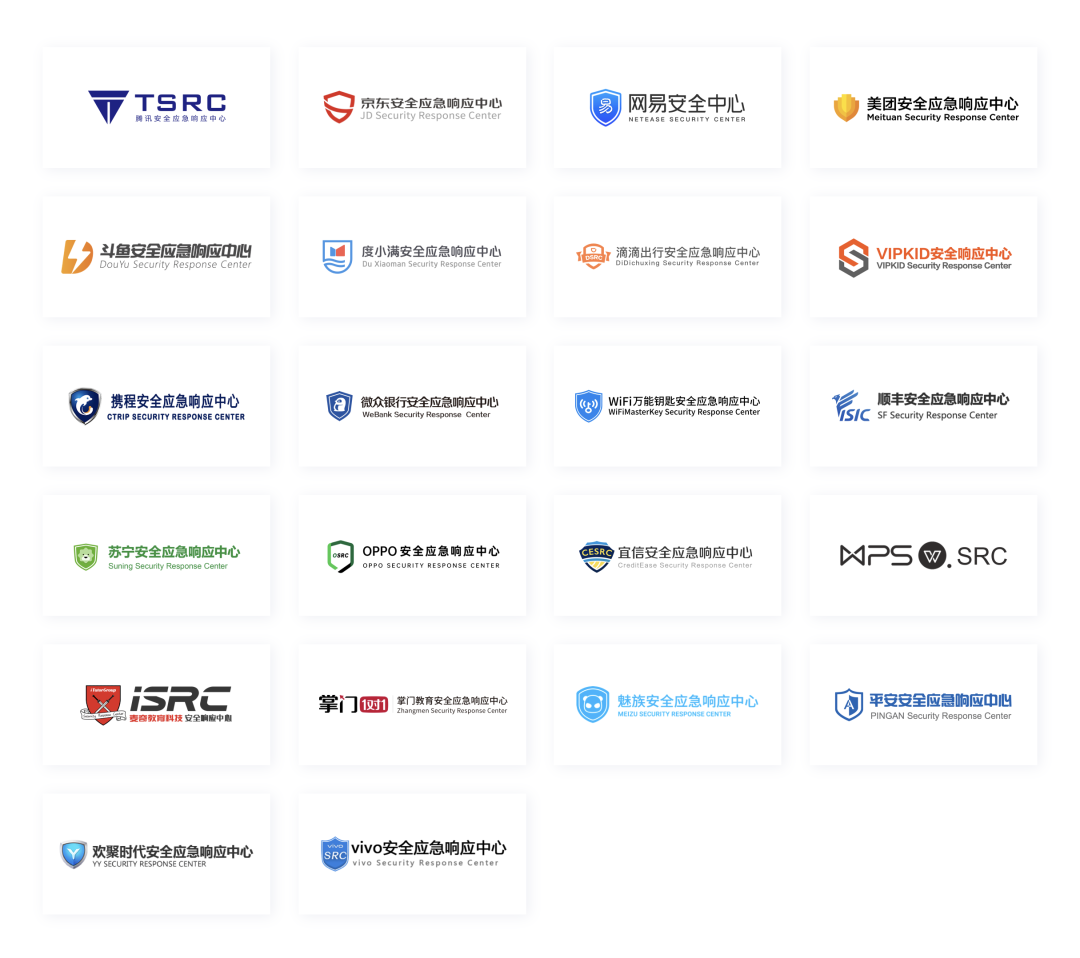 TSRC
腾讯安全应急响应中心
京东安全应急响应中心
JD Security Response Center
易
网易安全中心
NETEASE SECURITY CENTER
美团安全应急响应中心
Meituan Security Response Center
斗鱼安全应急响应中心
DouYu Security Response Center
度小满安全应急响应中心
Du Xiaoman Security Response Center
DSRC
滴滴出行安全应急响应中心
DiDichuxing Security Response Center
VIPKID安全响应中心
VIPKID Security Response Center
携程安全应急响应中心
CTRIP SECURITY RESPONSE CENTER
微众银行安全应急响应中心
WeBank Security Response Center
WiFi万能钥匙安全应急响应中心
WiFiMasterKey Security Response Center
ISIC
顺丰安全应急响应中心
SF Security Response Center
苏宁安全应急响应中心
Suning Security Response Center
OSRC
OPPO 安全应急响应中心
OPPO SECURITY RESPONSE CENTER
CESRC
宜信安全应急响应中心
CreditEase Security Response Center
WPS W.SRC
iTutorGroup
iSRC
麦奇教育科技 安全响应中心
掌门1对1
掌门教育安全应急响应中心
Zhangmen Security Response Center
魅族安全应急响应中心
MEIZU SECURITY RESPONSE CENTER
平安安全应急响应中心
PINGAN Security Response Center
Y
欢聚时代安全应急响应中心
YY SECURITY RESPONSE CENTER
vivo
SRC
vivo安全应急响应中心
vivo Security Response Center